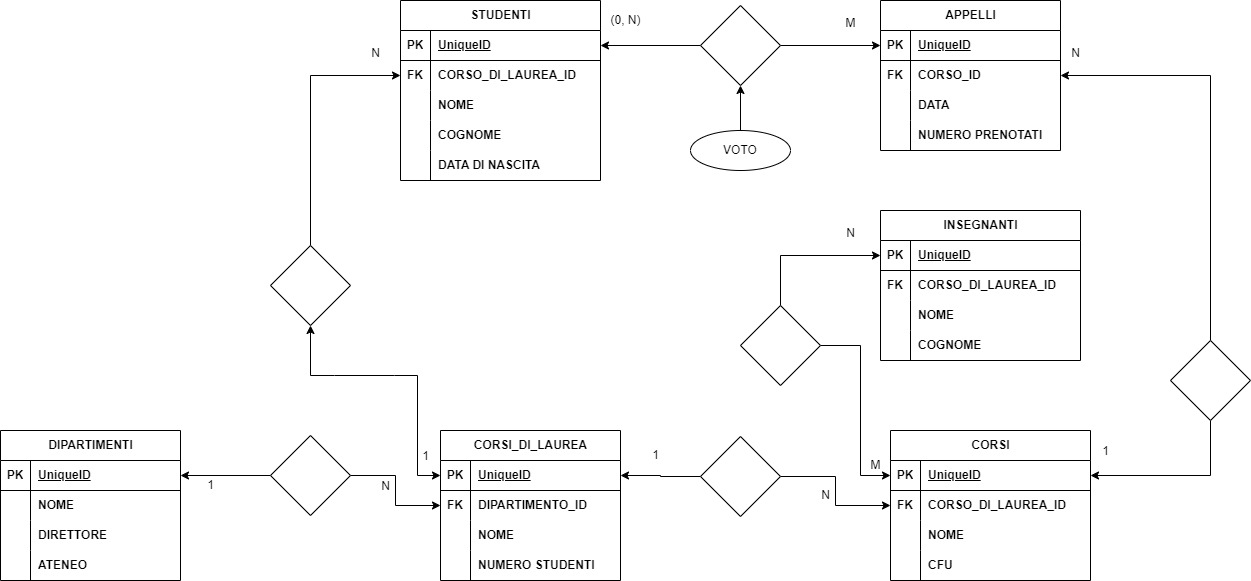 STUDENTI
PK UniqueID
FK CORSO_DI_LAUREA_ID
NOME
COGNOME
DATA DI NASCITA
(0, N)
M
VOTO
APPELLI
PK UniqueID
FK CORSO_ID
DATA
NUMERO PRENOTATI
N
N
INSEGNANTI
PK UniqueID
FK CORSO_DI_LAUREA_ID
NOME
COGNOME
N
M
DIPARTIMENTI
PK UniqueID
NOME
DIRETTORE
ATENEO
1
N
1
CORSI_DI_LAUREA
PK UniqueID
FK DIPARTIMENTO_ID
NOME
NUMERO STUDENTI
1
N
CORSI
PK UniqueID
FK CORSO_DI_LAUREA_ID
NOME
CFU
1